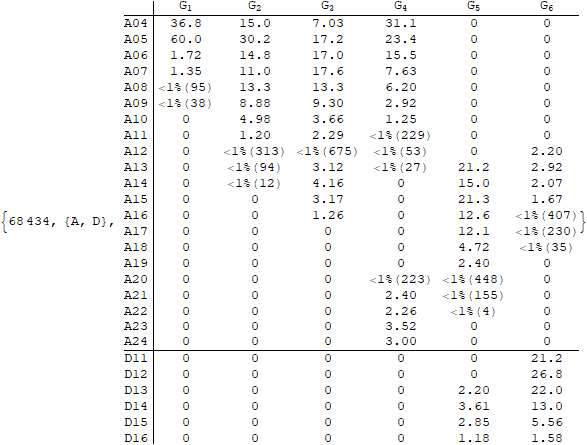 G1 G2 G3 G4 G5 G6
A04 36.8 15.0 7.03 31.1 0 0
A05 60.0 30.2 17.2 23.4 0 0
A06 1.72 14.8 17.0 15.5 0 0
A07 1.35 11.0 17.6 7.63 0 0
A08 <1%(95) 13.3 13.3 6.20 0 0
A09 <1%(38) 8.88 9.30 2.92 0 0
A10 0 4.98 3.66 1.25 0 0
A11 0 1.20 2.29 <1%(229) 0 0
A12 0 <1%(313) <1%(675) <1%(53) 0 2.20
A13 0 <1%(94) 3.12 <1%(27) 21.2 2.92
A14 0 <1%(12) 4.16 0 15.0 2.07
A15 0 0 3.17 0 21.3 1.67
A16 0 0 1.26 0 12.6 <1%(407)
{68434, {A, D}, A17 0 0 0 0 12.1 <1%(230) }
A18 0 0 0 0 4.72 <1%(35)
A19 0 0 0 0 2.40 0
A20 0 0 0 <1%(223) <1%(448) 0
A21 0 0 0 2.40 <1%(155) 0
A22 0 0 0 2.26 <1%(4) 0
A23 0 0 0 3.52 0 0
A24 0 0 0 3.00 0 0
D11 0 0 0 0 0 21.2
D12 0 0 0 0 0 26.8
D13 0 0 0 0 2.20 22.0
D14 0 0 0 0 3.61 13.0
D15 0 0 0 0 2.85 5.56
D16 0 0 0 0 1.18 1.58